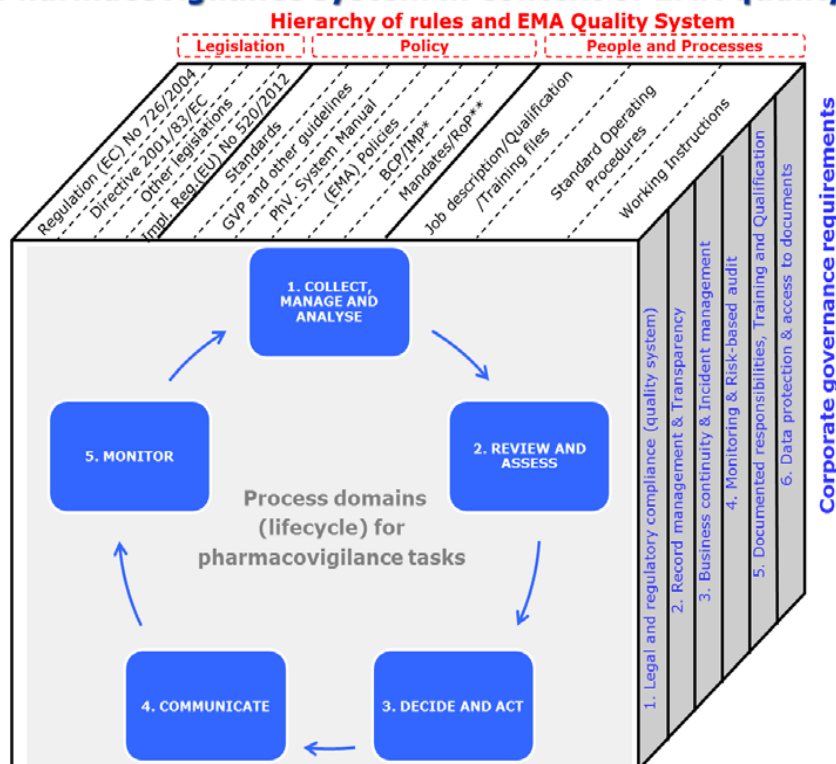 Hierarchy of rules and EMA Quality System
Legislation
Policy
People and Processes
Regulation (EC) No 726/2004
Directive 2001/83/EC
Other legislations
Impl. Reg.(EU) No 520/2012
Standards
GVP and other guidelines
PhV. System Manual
(EMA) Policies
BCP/IMP*
Mandates/RoP**
Job description/Qualification
/Training files
Standard Operating
Procedures
Working Instructions
1. COLLECT,
MANAGE AND
ANALYSE
2. REVIEW AND
ASSESS
3. DECIDE AND ACT
4. COMMUNICATE
5. MONITOR
Process domains
(lifecycle) for
pharmacovigilance tasks
1. Legal and regulatory compliance (quality system)
2. Record management & Transparency
3. Business continuity & Incident management
4. Monitoring & Risk-based audit
5. Documented responsibilities, Training and Qualification
6. Data protection & access to documents
Corporate governance requirements